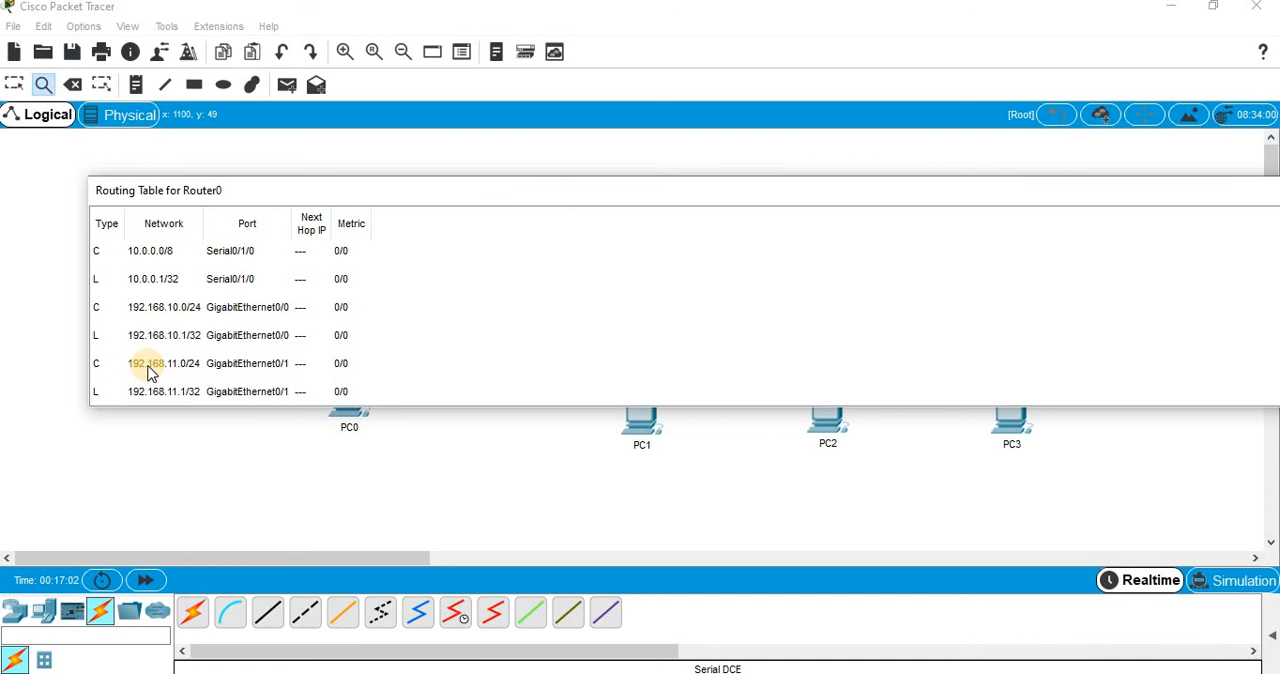 Cisco Packet Tracer
File Edit Options View Tools Extensions Help
?
Logical Physical x: 1100, y: 49 [Root] 08:34:00
Routing Table for Router0
Type Network Port Next Hop IP Metric
C 10.0.0.0/8 Serial0/1/0 --- 0/0
L 10.0.0.1/32 Serial0/1/0 --- 0/0
C 192.168.10.0/24 GigabitEthernet0/0 --- 0/0
L 192.168.10.1/32 GigabitEthernet0/0 --- 0/0
C 192.168.11.0/24 GigabitEthernet0/1 --- 0/0
L 192.168.11.1/32 GigabitEthernet0/1 --- 0/0
PC0 PC1 PC2 PC3
Time: 00:17:02 Realtime Simulation
Serial DCE